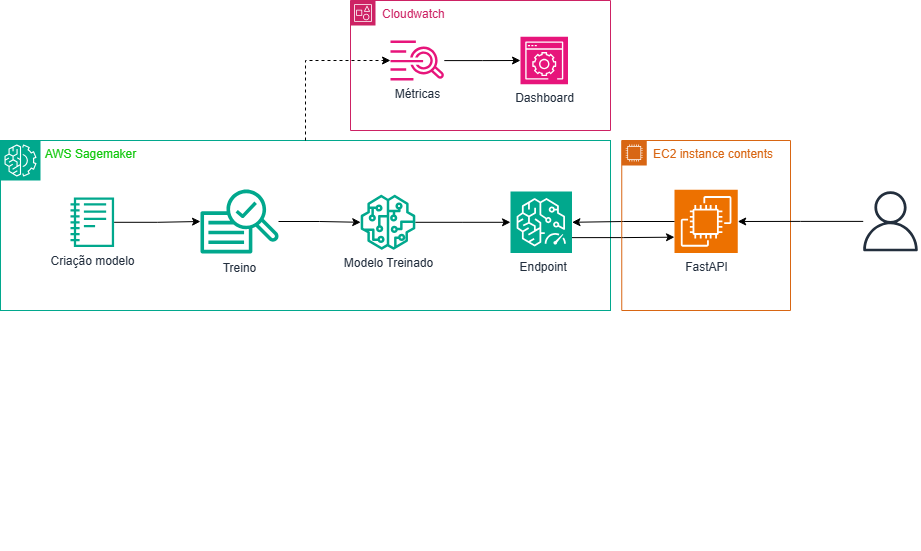 Cloudwatch
Métricas
Dashboard
AWS Sagemaker
EC2 instance contents
Criação modelo
Treino
Modelo Treinado
Endpoint
FastAPI